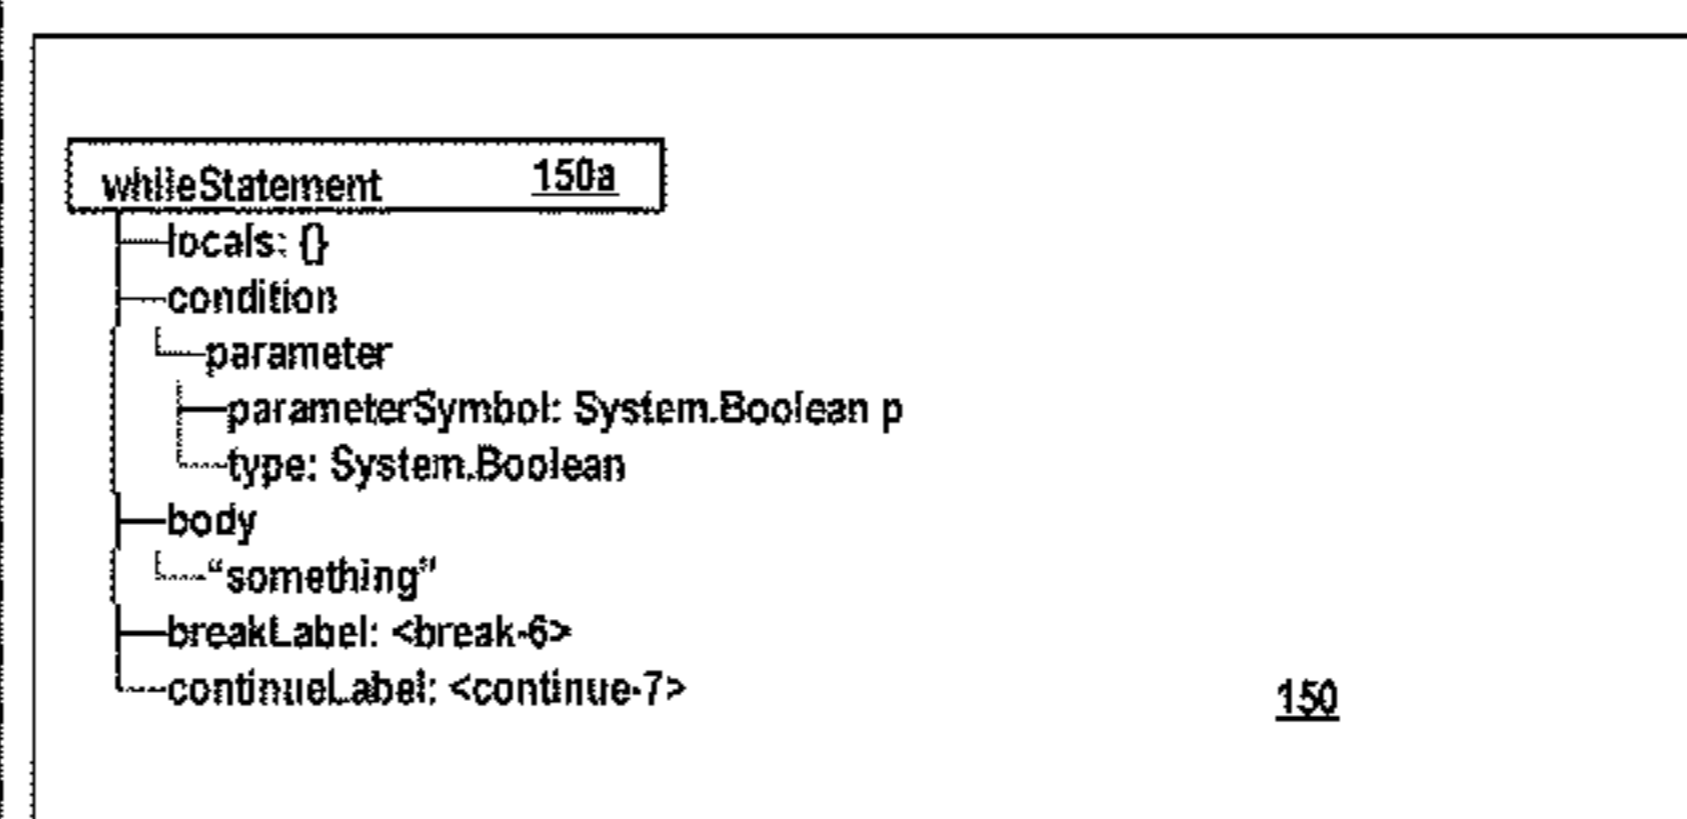 whileStatement 150a
locals: {}
condition
parameter
parameterSymbol: System.Boolean p
type: System.Boolean
body
“something”
breakLabel: <break-6>
continueLabel: <continue-7>
150